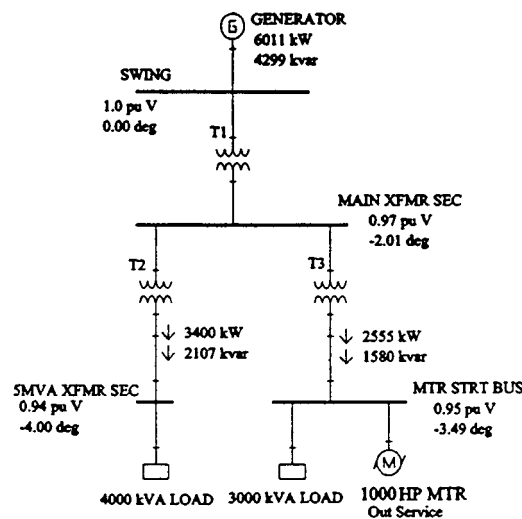 G
GENERATOR
6011 kW
4299 kvar
SWING
1.0 pu V
0.00 deg
T1
MAIN XFMR SEC
0.97 pu V
-2.01 deg
T2
T3
3400 kW
2107 kvar
2555 kW
1580 kvar
5MVA XFMR SEC
0.94 pu V
-4.00 deg
MTR STRT BUS
0.95 pu V
-3.49 deg
M
4000 kVA LOAD
3000 kVA LOAD
1000 HP MTR
Out Service